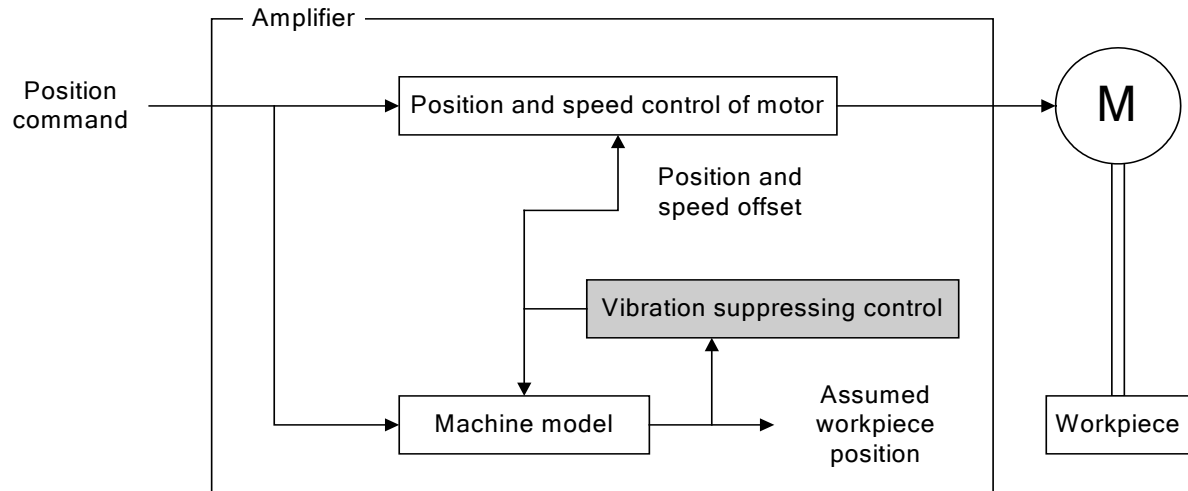 Amplifier
Position
command
Position and speed control of motor
M
Position and
speed offset
Vibration suppressing control
Machine model
Assumed
workpiece
position
Workpiece